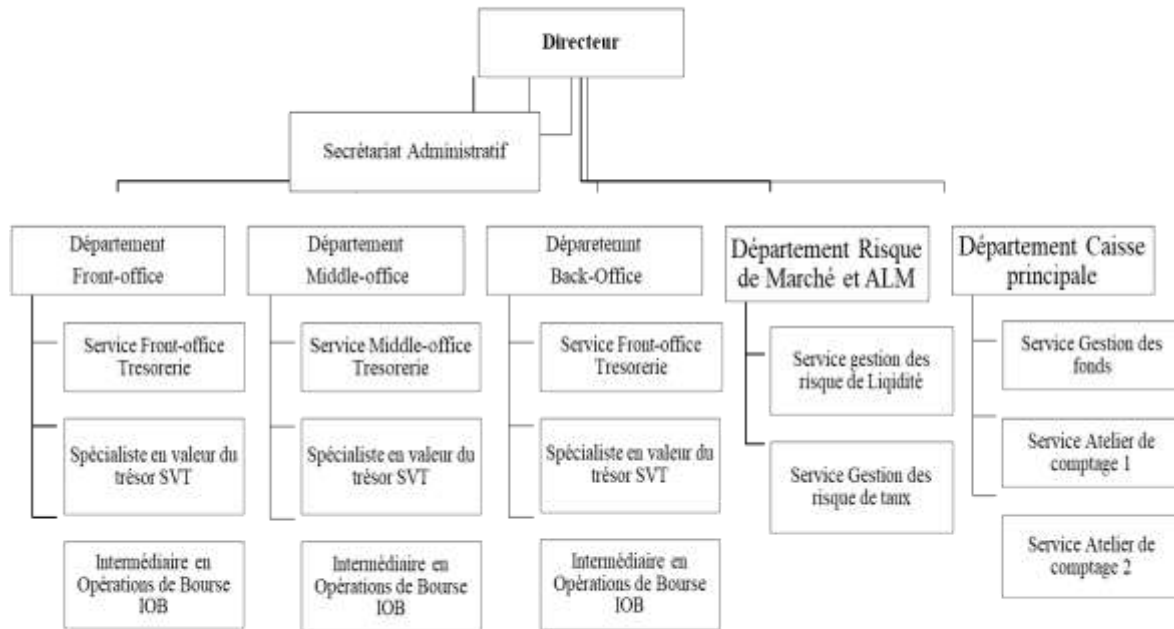 Directeur
Secrétariat Administratif
Département
Front-office
Département
Middle-office
Déparetemnt
Back-Office
Département Risque
de Marché et ALM
Département Caisse
principale
Service Front-office
Tresorerie
Service Middle-office
Tresorerie
Service Front-office
Tresorerie
Service gestion des
risque de Liqidité
Service Gestion des
fonds
Spécialiste en valeur du
trésor SVT
Spécialiste en valeur du
trésor SVT
Spécialiste en valeur du
trésor SVT
Service Gestion des
risque de taux
Service Atelier de
comptage 1
Intermédiaire en
Opérations de Bourse
IOB
Intermédiaire en
Opérations de Bourse
IOB
Intermédiaire en
Opérations de Bourse
IOB
Service Atelier de
comptage 2